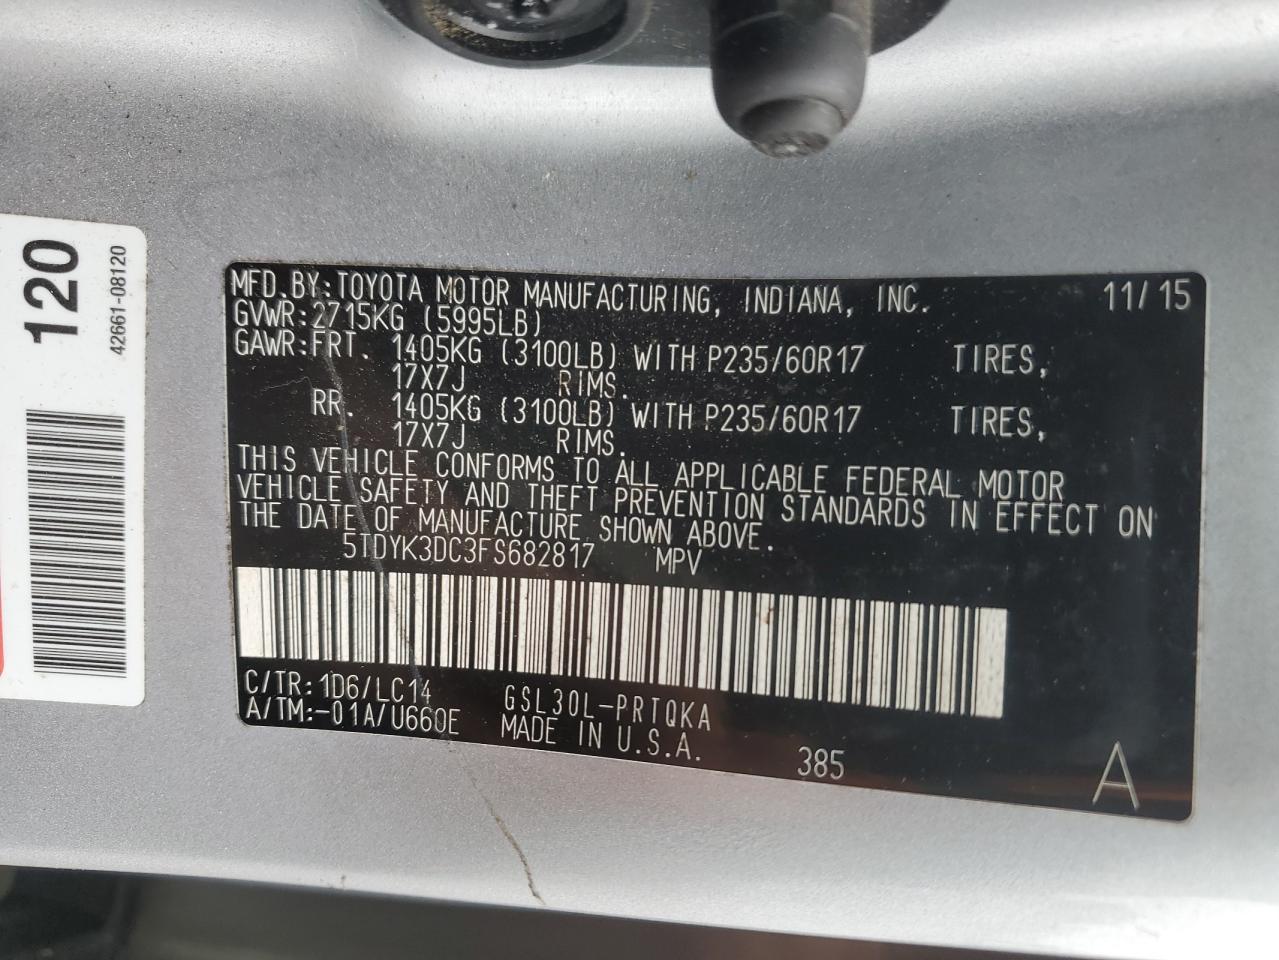 120
42661-08120
MFD. BY: TOYOTA MOTOR MANUFACTURING, INDIANA, INC. 11/15
GVWR: 2715KG (5995LB)
GAWR: FRT. 1405KG (3100LB) WITH P235/60R17 TIRES,
17X7J RIMS.
RR. 1405KG (3100LB) WITH P235/60R17 TIRES,
17X7J RIMS.
THIS VEHICLE CONFORMS TO ALL APPLICABLE FEDERAL MOTOR
VEHICLE SAFETY AND THEFT PREVENTION STANDARDS IN EFFECT ON
THE DATE OF MANUFACTURE SHOWN ABOVE.
5TDYK3DC3FS682817 MPV
C/TR: 1D6/LC14 GSL30L-PRTQKA
A/TM:-01A/U660E MADE IN U.S.A. 385
A